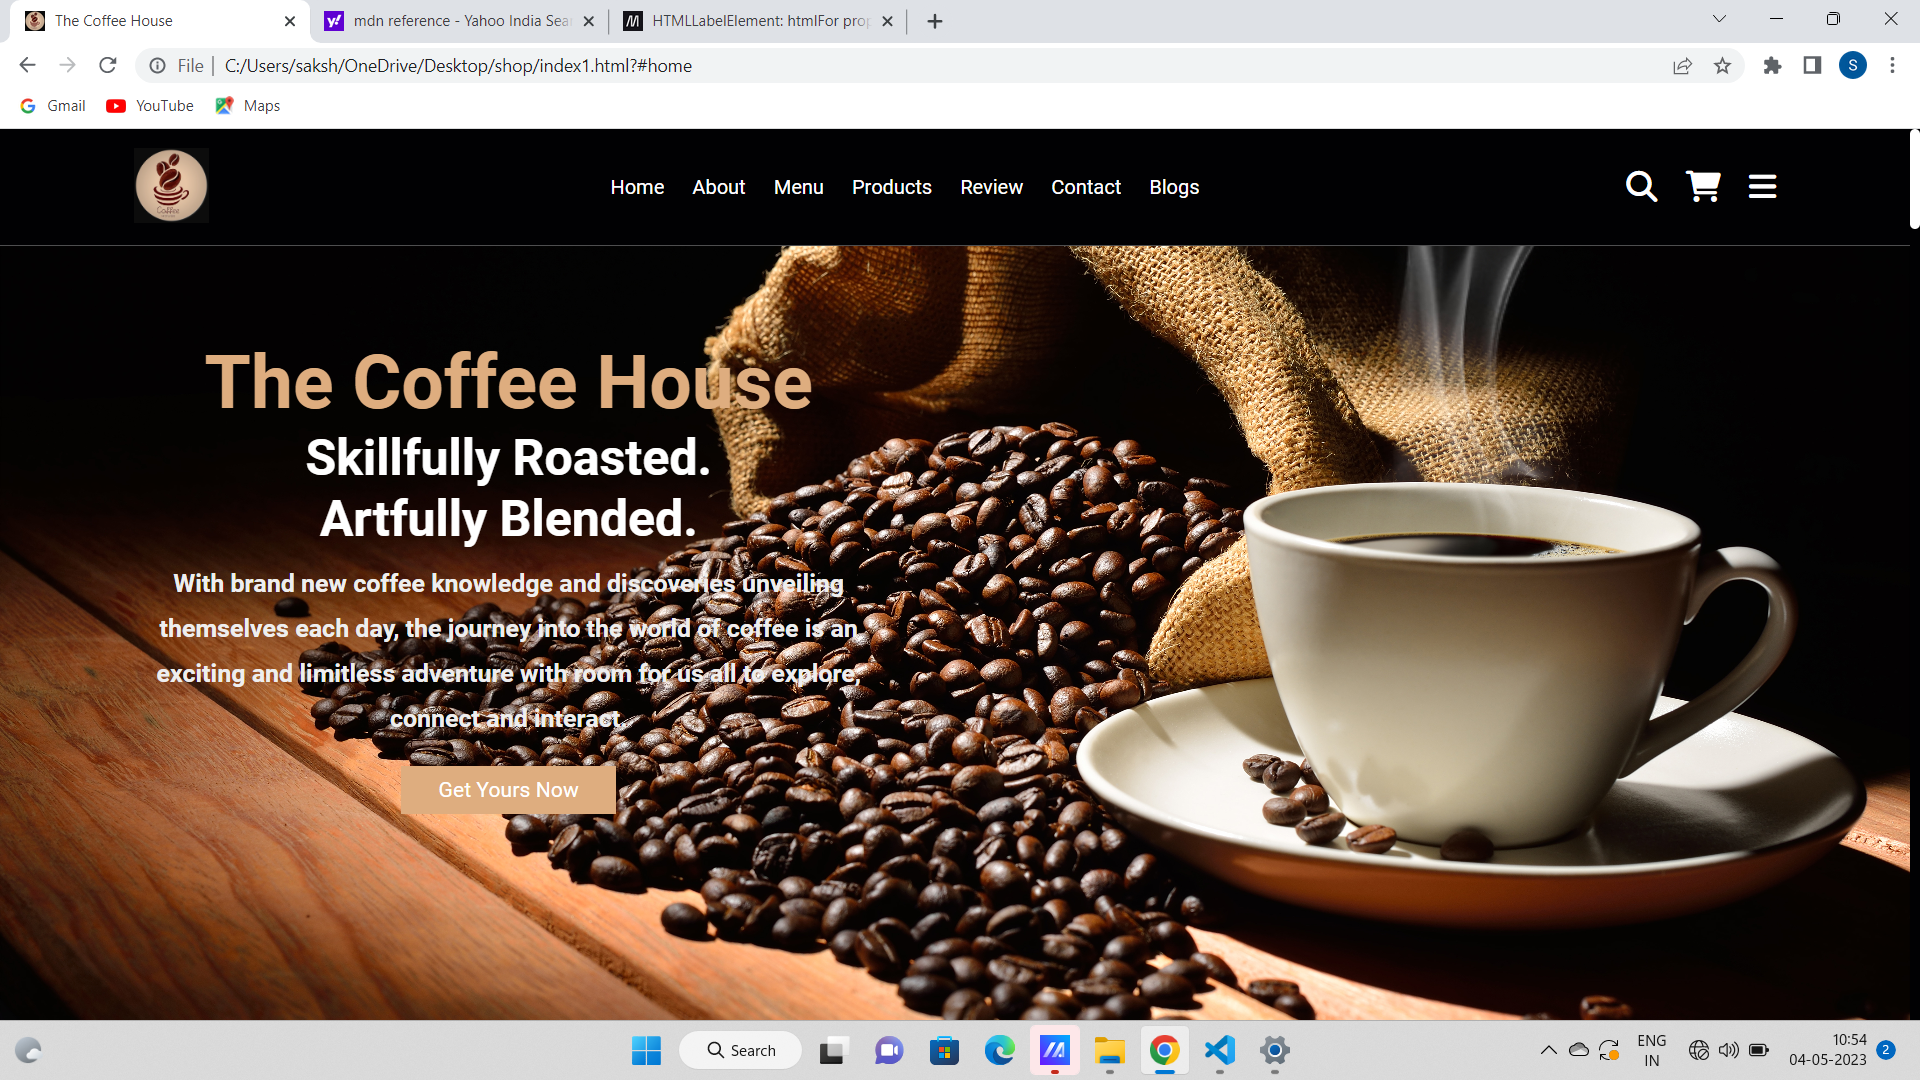 The Coffee House
mdn reference - Yahoo India Sea
HTMLLabelElement: htmlFor prop
File
C:/Users/saksh/OneDrive/Desktop/shop/index1.html?#home
S
Gmail
YouTube
Maps
Coffee
Home
About
Menu
Products
Review
Contact
Blogs
The Coffee House
Skillfully Roasted.
Artfully Blended.
With brand new coffee knowledge and discoveries unveiling
themselves each day, the journey into the world of coffee is an
exciting and limitless adventure with room for us all to explore,
connect and interact.
Get Yours Now
Search
ENG
IN
10:54
04-05-2023
2